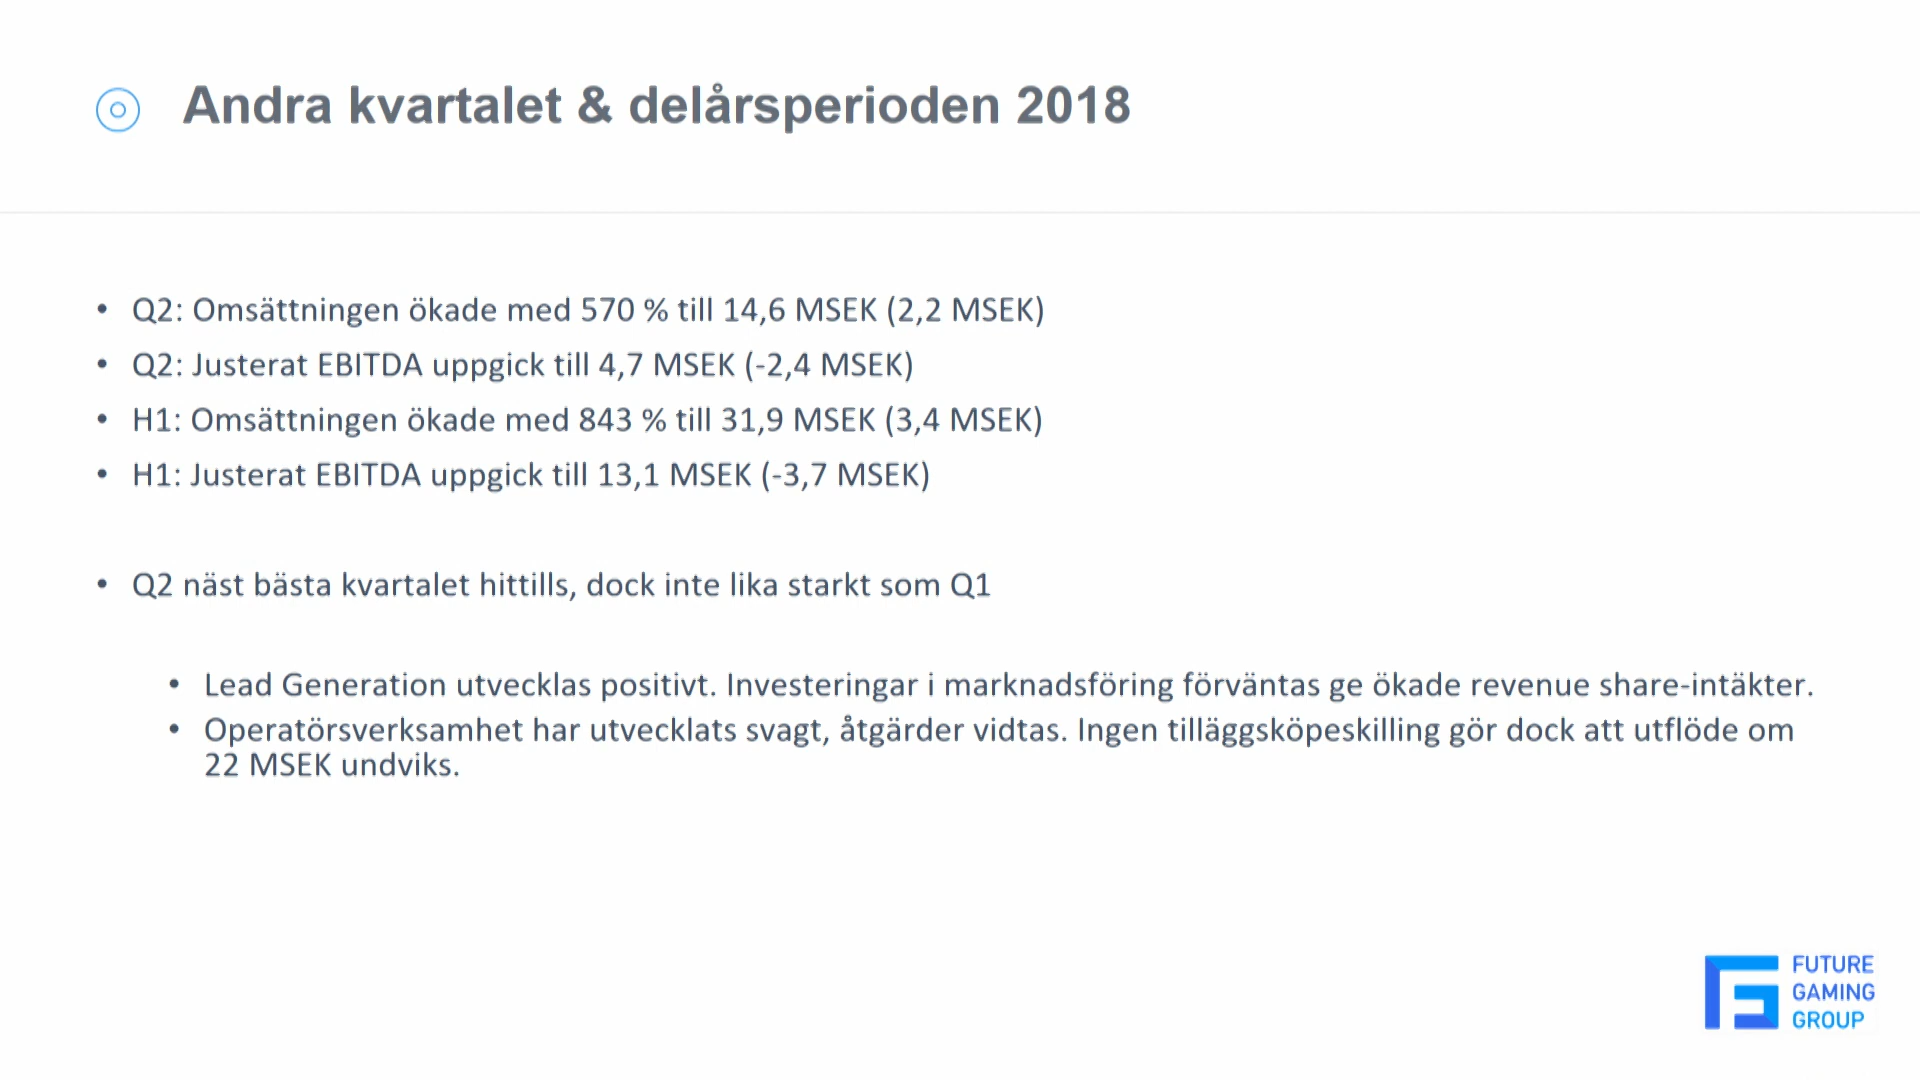 Andra kvartalet & delårsperioden 2018
• Q2: Omsättningen ökade med 570 % till 14,6 MSEK (2,2 MSEK)
• Q2: Justerat EBITDA uppgick till 4,7 MSEK (-2,4 MSEK)
• H1: Omsättningen ökade med 843 % till 31,9 MSEK (3,4 MSEK)
• H1: Justerat EBITDA uppgick till 13,1 MSEK (-3,7 MSEK)
• Q2 näst bästa kvartalet hittills, dock inte lika starkt som Q1
• Lead Generation utvecklas positivt. Investeringar i marknadsföring förväntas ge ökade revenue share-intäkter.
• Operatörsverksamhet har utvecklats svagt, åtgärder vidtas. Ingen tilläggsköpeskilling gör dock att utflöde om
22 MSEK undviks.
FUTURE
GAMING
GROUP